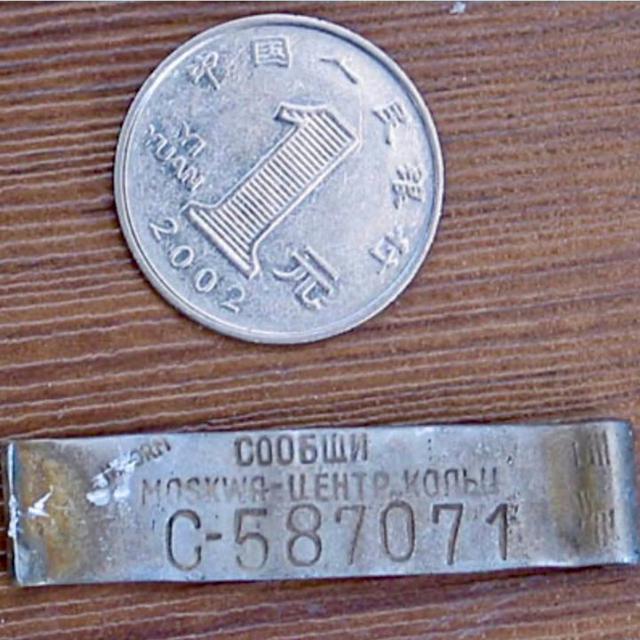 中国人民银行
YI
YUAN
1
元
2002
СООБЩИ
MOSKWA-ЦЕНТР.КОЛЬЦ
C-587071